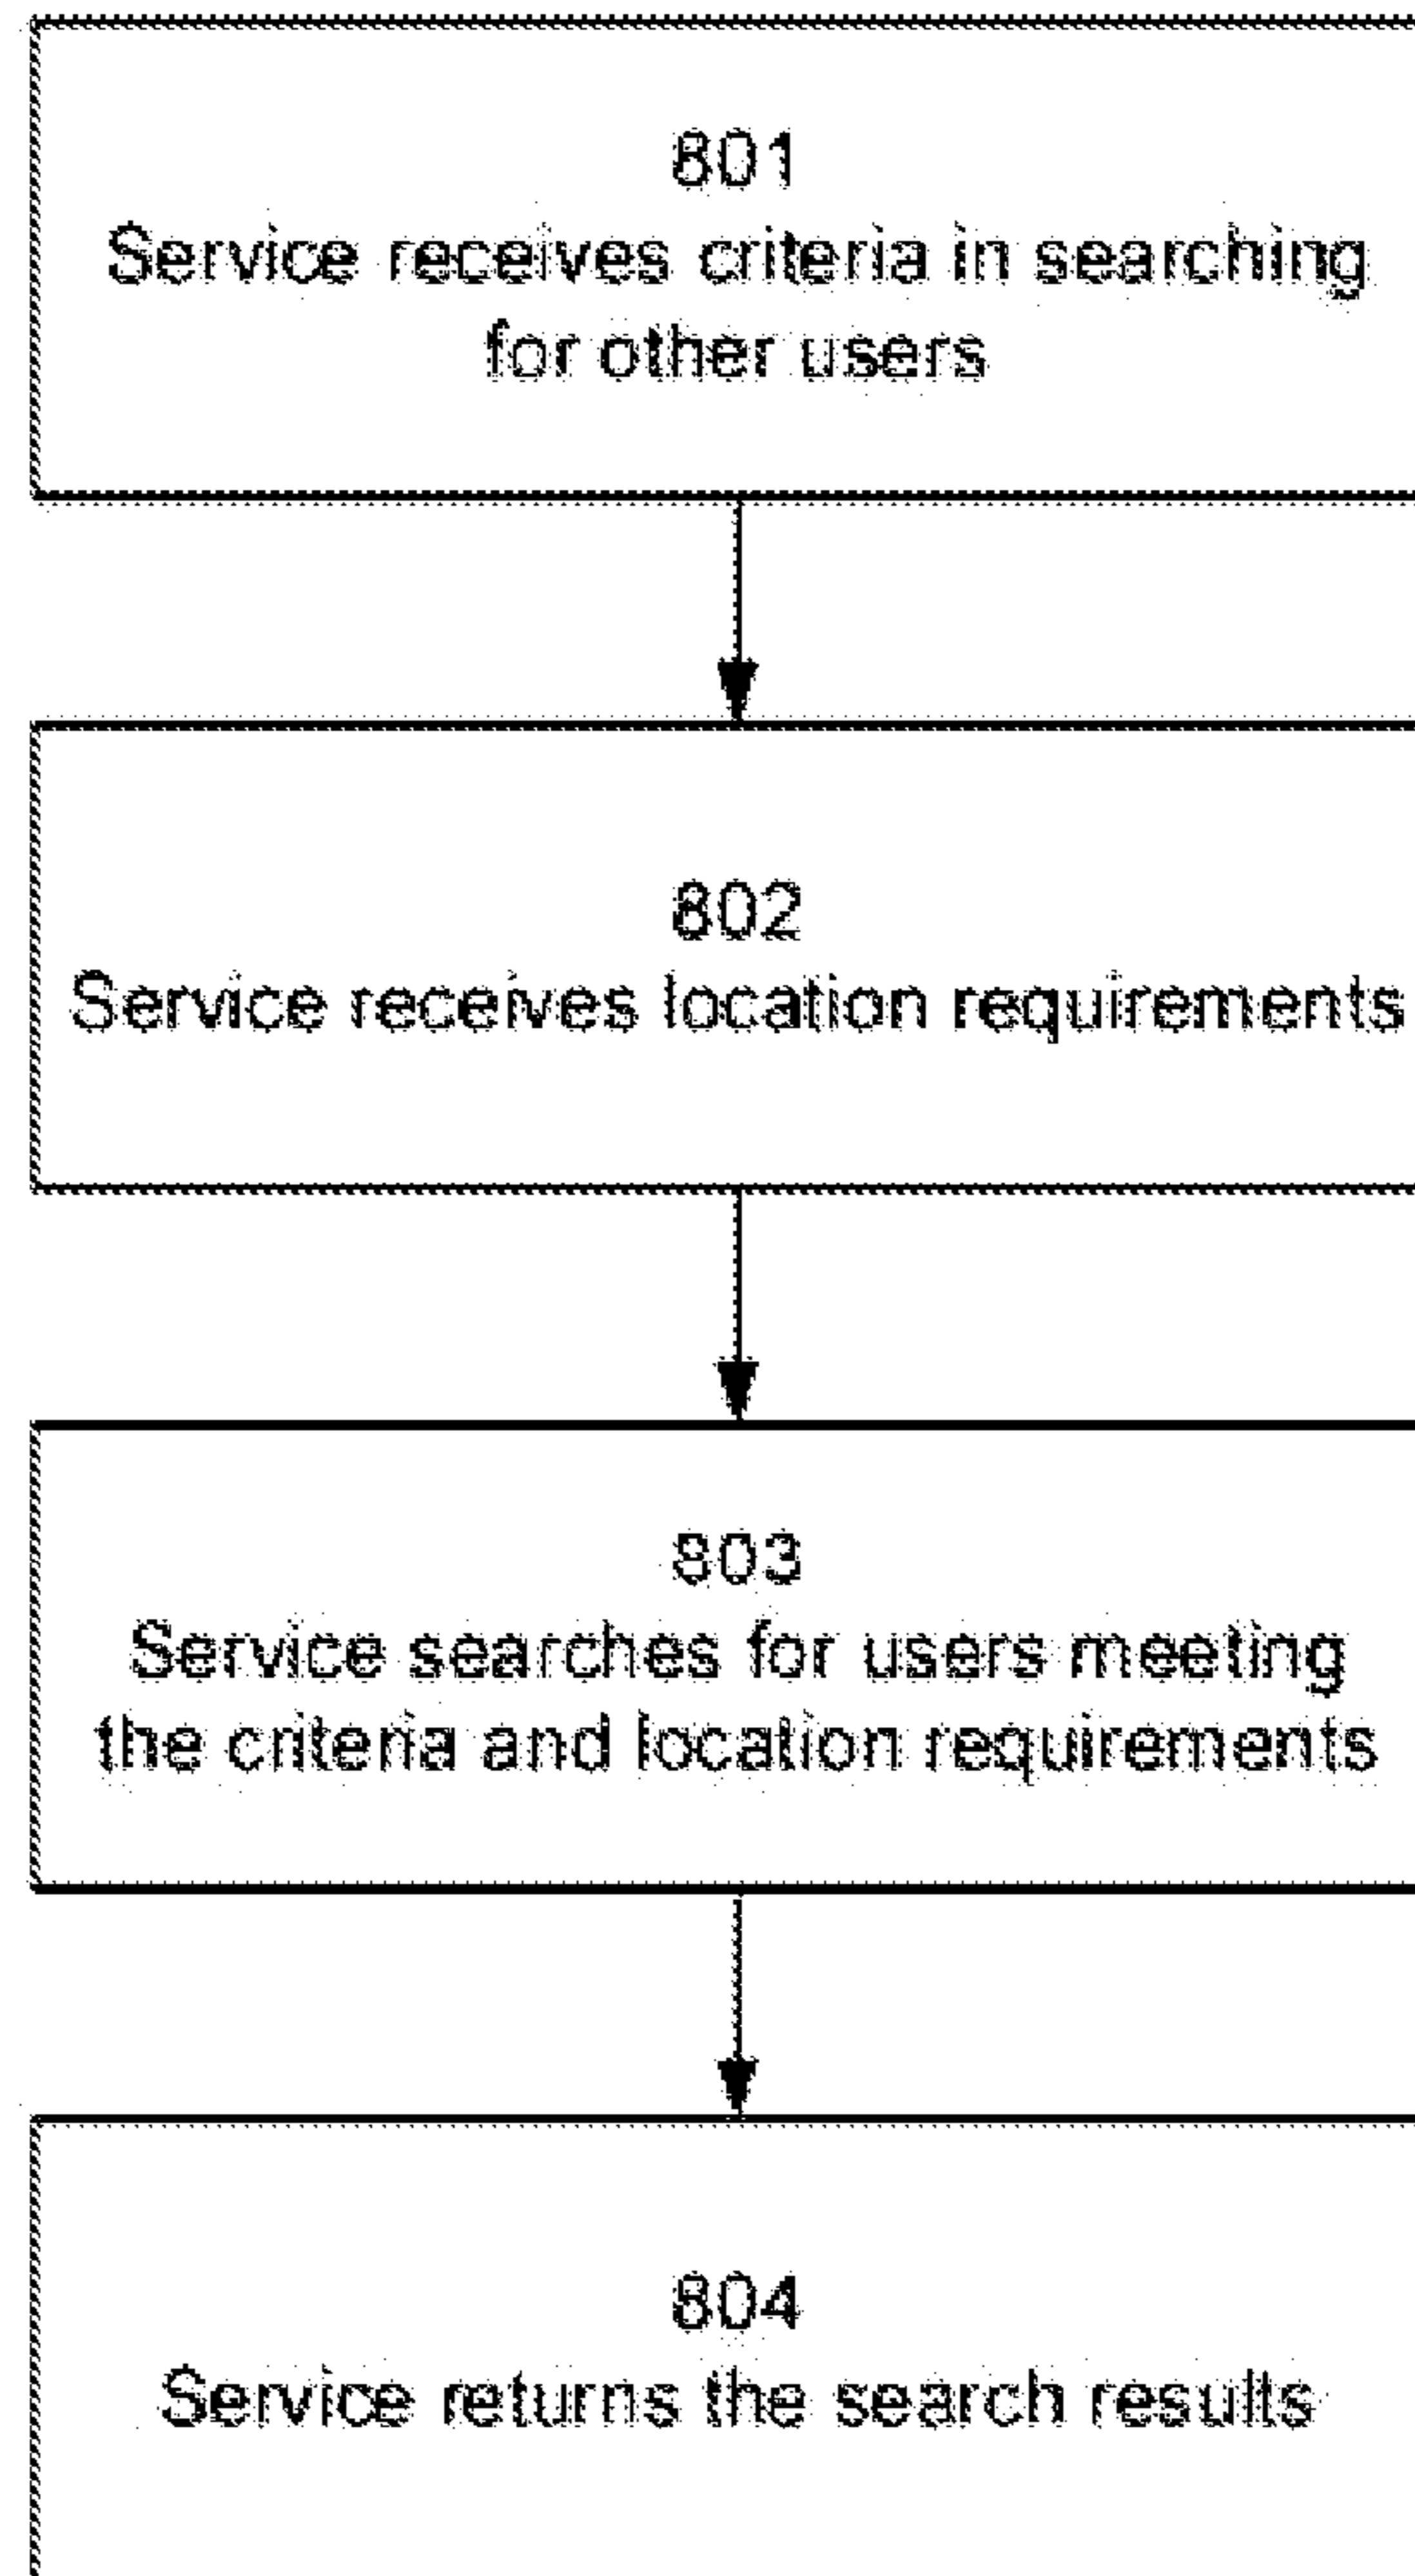 801
Service receives criteria in searching
for other users
802
Service receives location requirements
803
Service searches for users meeting
the criteria and location requirements
804
Service returns the search results